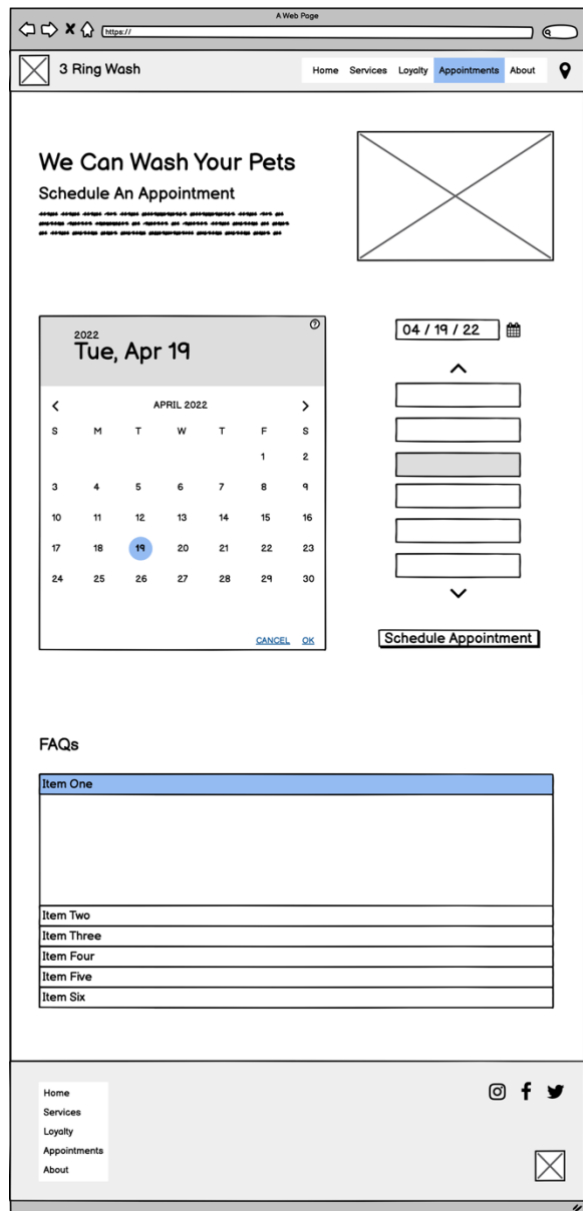 A Web Page
https://
3 Ring Wash
Home Services Loyalty Appointments About
We Can Wash Your Pets
Schedule An Appointment
2022
Tue, Apr 19
?
04 / 19 / 22
APRIL 2022
S M T W T F S
1 2
3 4 5 6 7 8 9
10 11 12 13 14 15 16
17 18 19 20 21 22 23
24 25 26 27 28 29 30
CANCEL OK
Schedule Appointment
FAQs
Item One
Item Two
Item Three
Item Four
Item Five
Item Six
Home
Services
Loyalty
Appointments
About